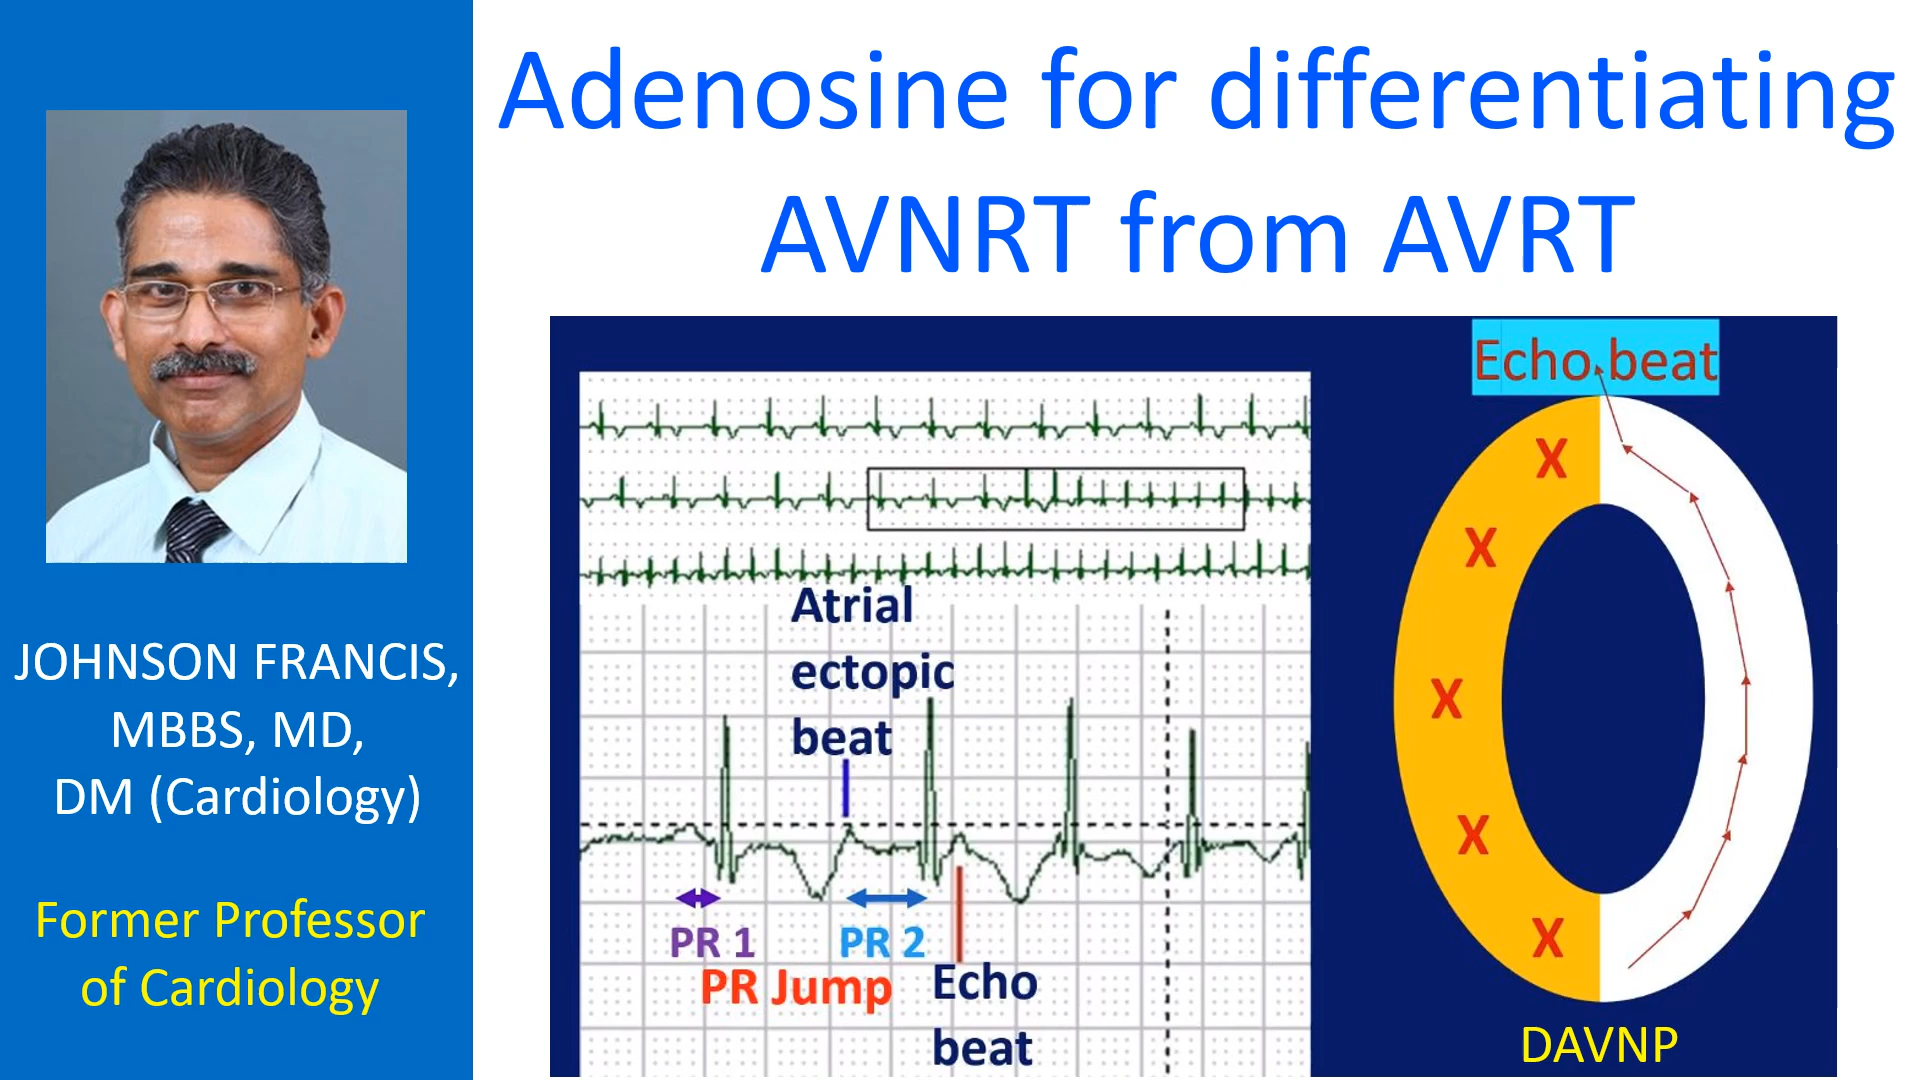 Adenosine for differentiating
AVNRT from AVRT
JOHNSON FRANCIS,
MBBS, MD,
DM (Cardiology)
Former Professor
of Cardiology
Atrial
ectopic
beat
PR 1
PR 2
PR Jump
Echo
beat
Echo beat
X
X
X
X
X
DAVNP